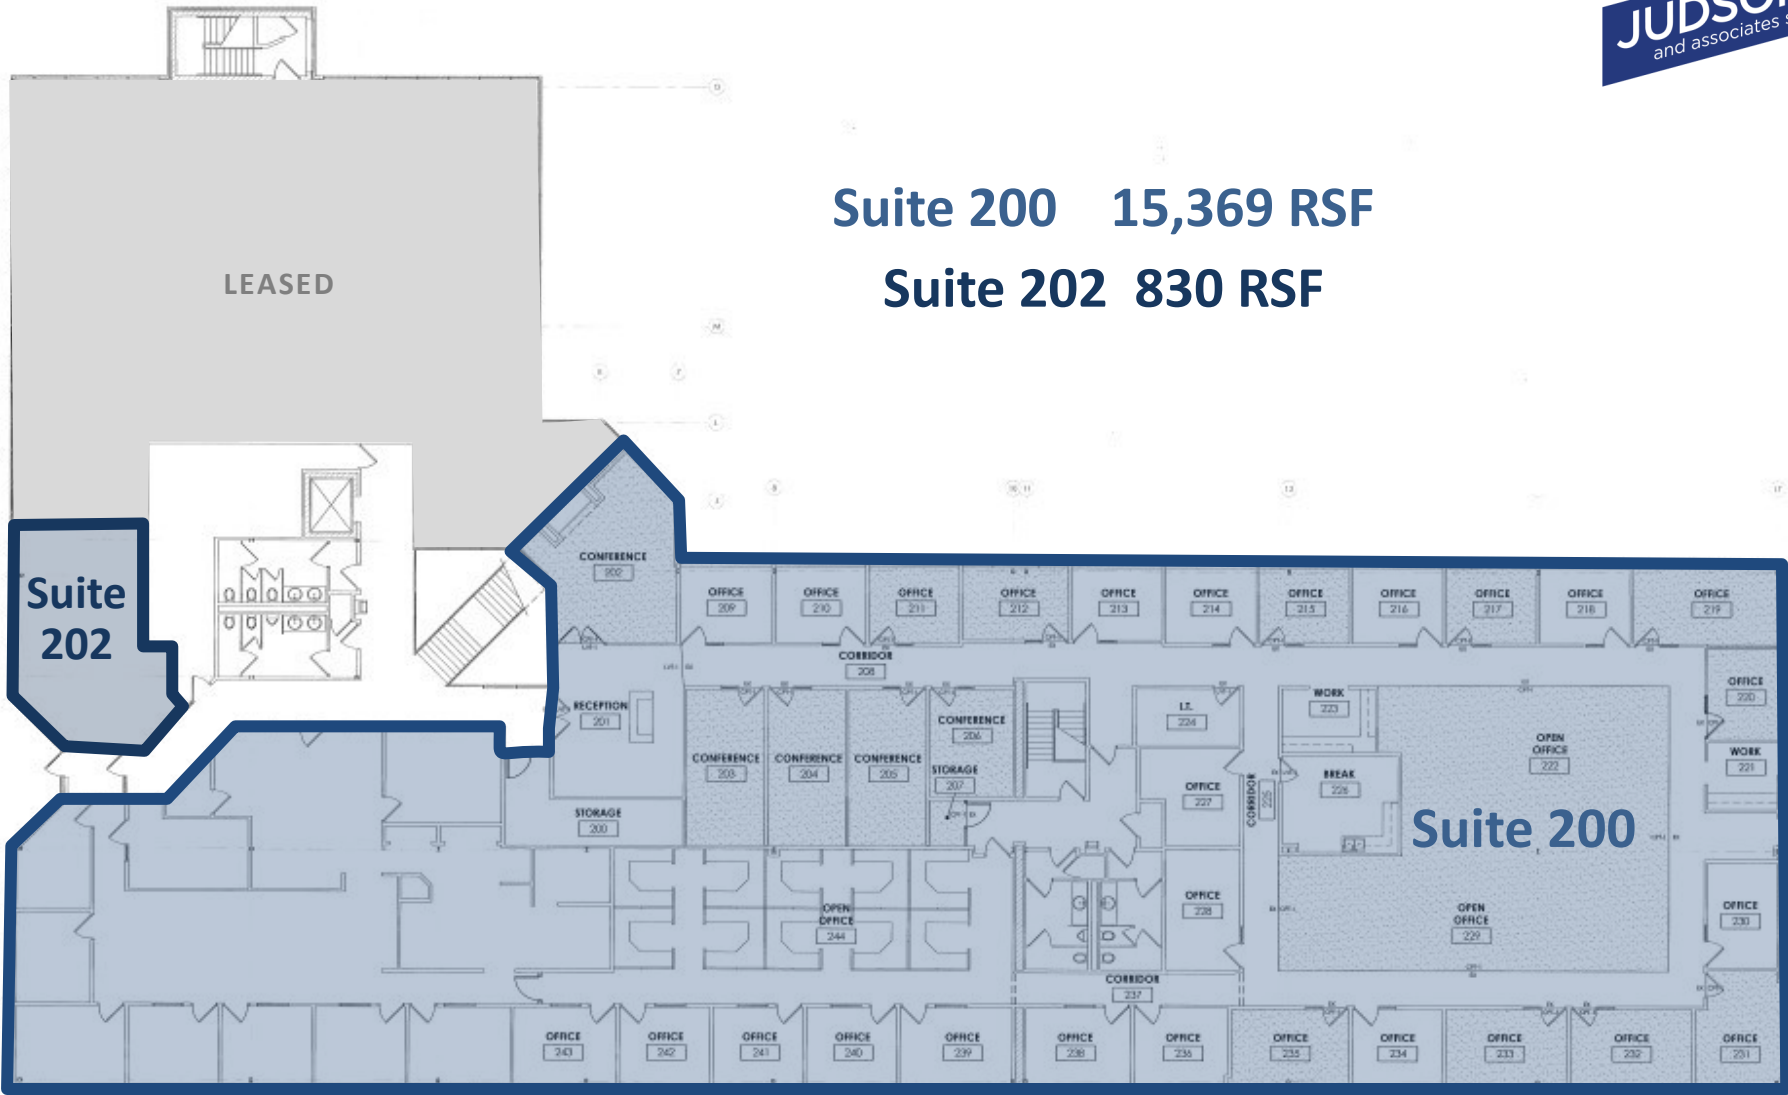 JUDSON
and associates s
Suite 200 15,369 RSF
Suite 202 830 RSF
LEASED
D
M
L
J
10 11
13
17
Suite
202
CONFERENCE
202
OFFICE
209
OFFICE
210
OFFICE
211
OFFICE
212
OFFICE
213
OFFICE
214
OFFICE
215
OFFICE
216
OFFICE
217
OFFICE
218
OFFICE
219
CORRIDOR
208
RECEPTION
201
CONFERENCE
203
CONFERENCE
204
CONFERENCE
205
CONFERENCE
206
STORAGE
207
I.T.
224
WORK
223
OFFICE
220
OPEN
OFFICE
222
WORK
221
BREAK
226
OFFICE
227
CORRIDOR
225
STORAGE
200
Suite 200
OFFICE
228
OPEN
OFFICE
244
OPEN
OFFICE
229
OFFICE
230
CORRIDOR
237
OFFICE
243
OFFICE
242
OFFICE
241
OFFICE
240
OFFICE
239
OFFICE
238
OFFICE
236
OFFICE
235
OFFICE
234
OFFICE
233
OFFICE
232
OFFICE
231